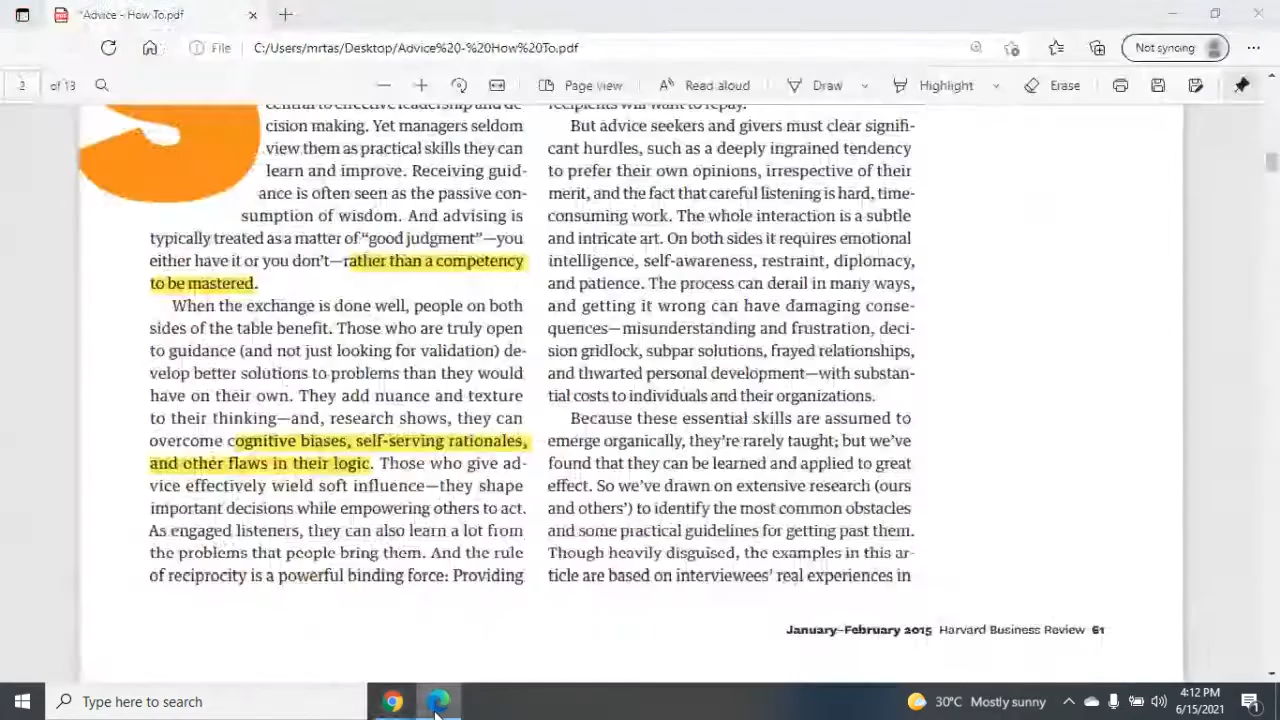 *Advice - How To.pdf
File C:/Users/mrtas/Desktop/Advice%20-%20How%20To.pdf
Not syncing
2 of 13
Page view
Read aloud
Draw
Highlight
Erase
central to effective leadership and de-
cision making. Yet managers seldom
view them as practical skills they can
learn and improve. Receiving guid-
ance is often seen as the passive con-
sumption of wisdom. And advising is
typically treated as a matter of “good judgment”—you
either have it or you don’t—rather than a competency
to be mastered.
When the exchange is done well, people on both
sides of the table benefit. Those who are truly open
to guidance (and not just looking for validation) de-
velop better solutions to problems than they would
have on their own. They add nuance and texture
to their thinking—and, research shows, they can
overcome cognitive biases, self-serving rationales,
and other flaws in their logic. Those who give ad-
vice effectively wield soft influence—they shape
important decisions while empowering others to act.
As engaged listeners, they can also learn a lot from
the problems that people bring them. And the rule
of reciprocity is a powerful binding force: Providing
recipients will want to repay.
But advice seekers and givers must clear signifi-
cant hurdles, such as a deeply ingrained tendency
to prefer their own opinions, irrespective of their
merit, and the fact that careful listening is hard, time-
consuming work. The whole interaction is a subtle
and intricate art. On both sides it requires emotional
intelligence, self-awareness, restraint, diplomacy,
and patience. The process can derail in many ways,
and getting it wrong can have damaging conse-
quences—misunderstanding and frustration, deci-
sion gridlock, subpar solutions, frayed relationships,
and thwarted personal development—with substan-
tial costs to individuals and their organizations.
Because these essential skills are assumed to
emerge organically, they’re rarely taught; but we’ve
found that they can be learned and applied to great
effect. So we’ve drawn on extensive research (ours
and others’) to identify the most common obstacles
and some practical guidelines for getting past them.
Though heavily disguised, the examples in this ar-
ticle are based on interviewees’ real experiences in
January–February 2015 Harvard Business Review 61
Type here to search
30°C Mostly sunny
4:12 PM
6/15/2021
1